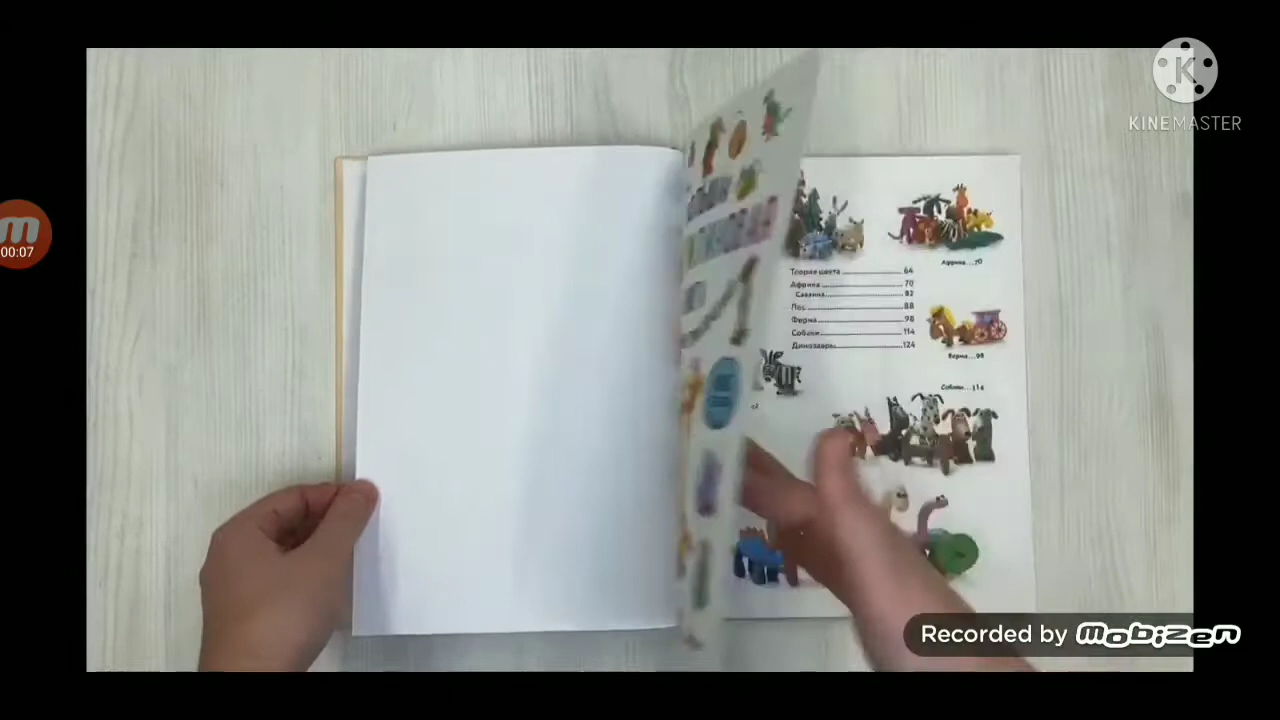 KINEMASTER
00:07
Африка...70
Теория цвета 64
Африка 70
Саванна 82
Лес 88
Ферма 98
Собаки 114
Динозавры 124
Ферма...98
Собаки...114
Recorded by mobizen